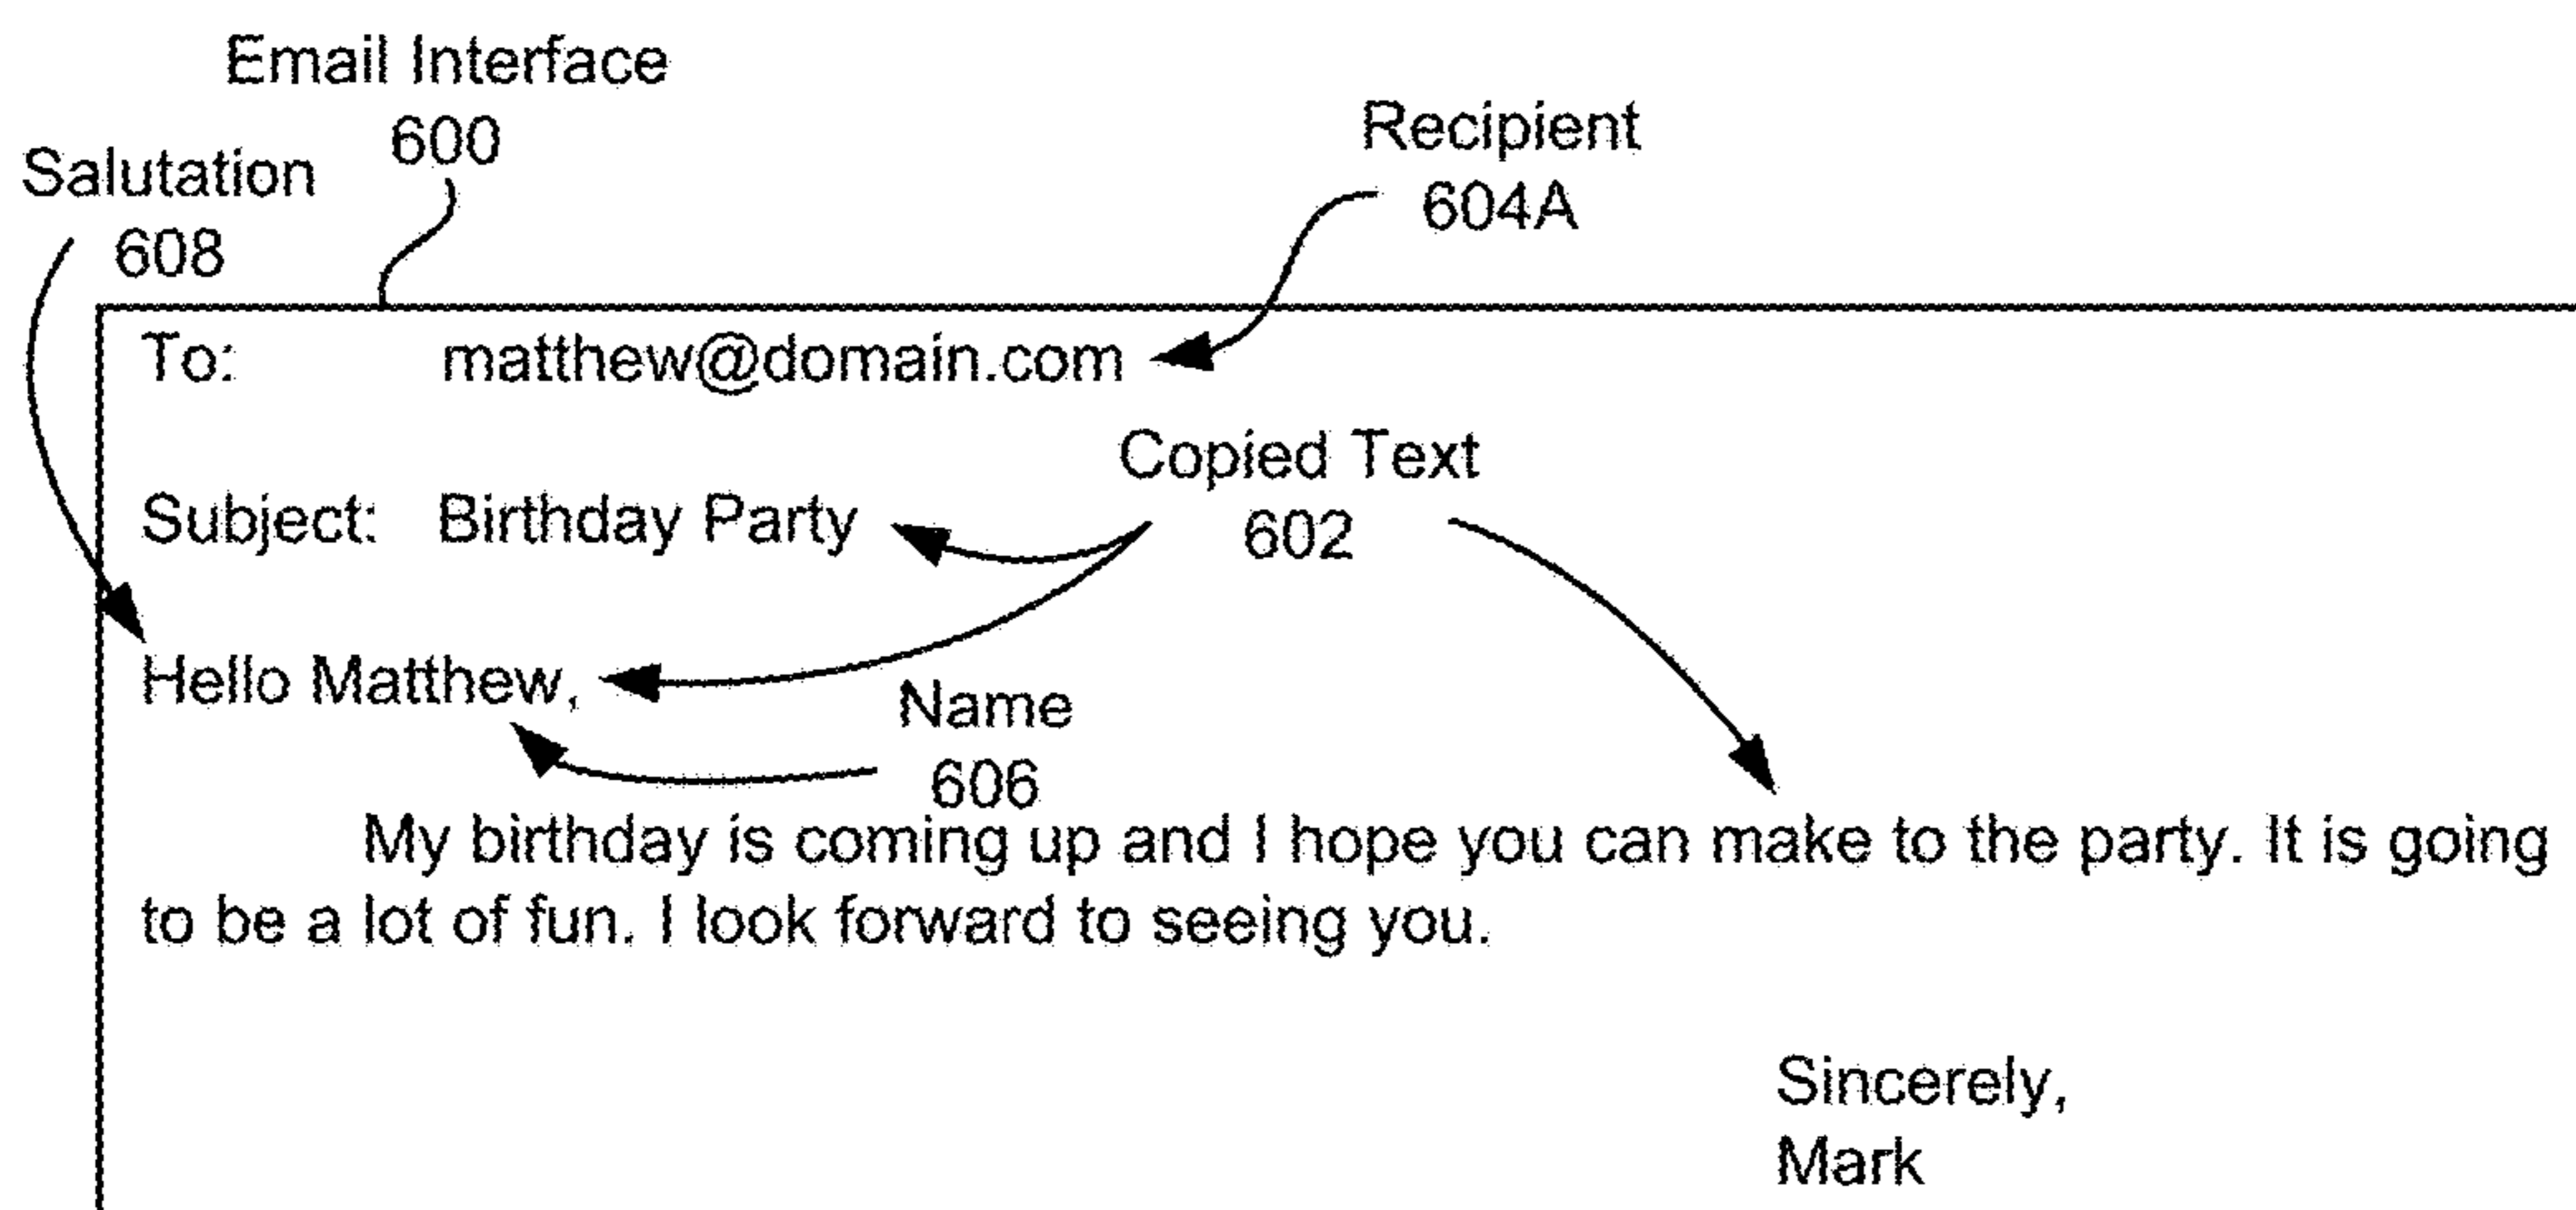 Email Interface
600
Recipient
604A
Salutation
608
To: matthew@domain.com
Copied Text
602
Subject: Birthday Party
Hello Matthew,
Name
606
My birthday is coming up and I hope you can make to the party. It is going
to be a lot of fun. I look forward to seeing you.
Sincerely,
Mark